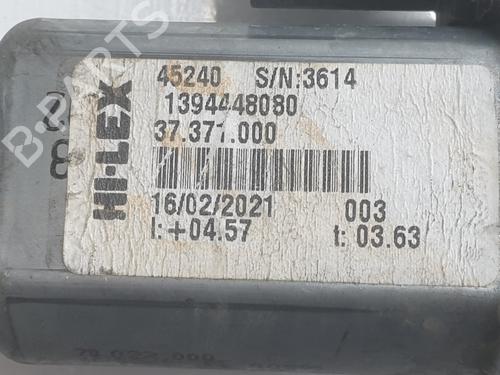 HI-LEX
45240 S/N:3614
1394448080
37.371.000
16/02/2021 003
I:+04.57 t: 03.63
B-PARTS